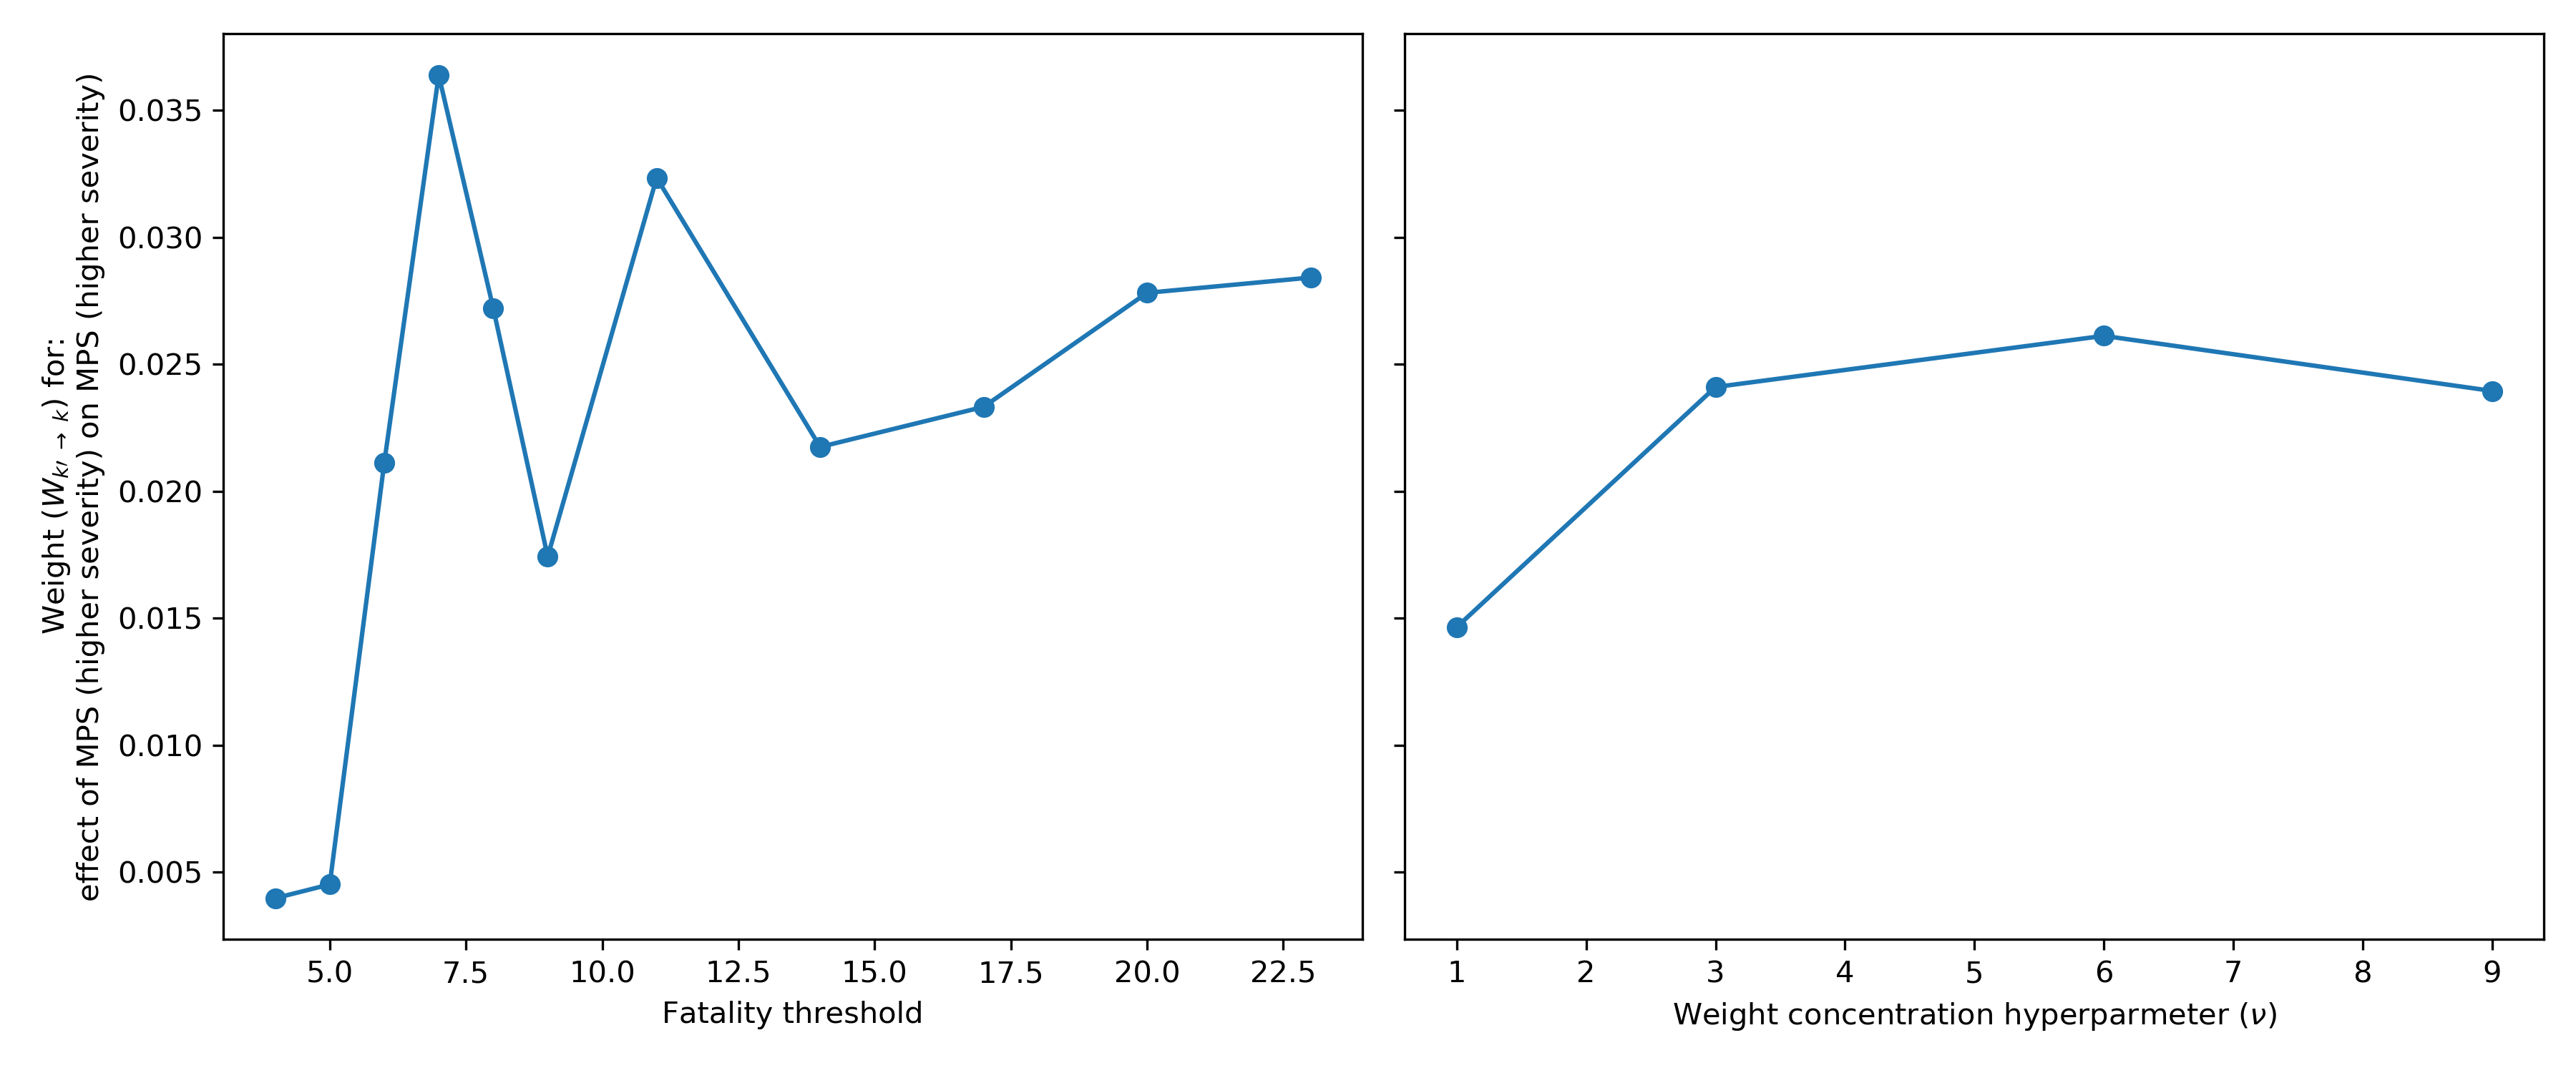 Weight (W_{k′ → k}) for:
effect of MPS (higher severity) on MPS (higher severity)
0.035
0.030
0.025
0.020
0.015
0.010
0.005
5.0 7.5 10.0 12.5 15.0 17.5 20.0 22.5
Fatality threshold
1 2 3 4 5 6 7 8 9
Weight concentration hyperparmeter (ν)